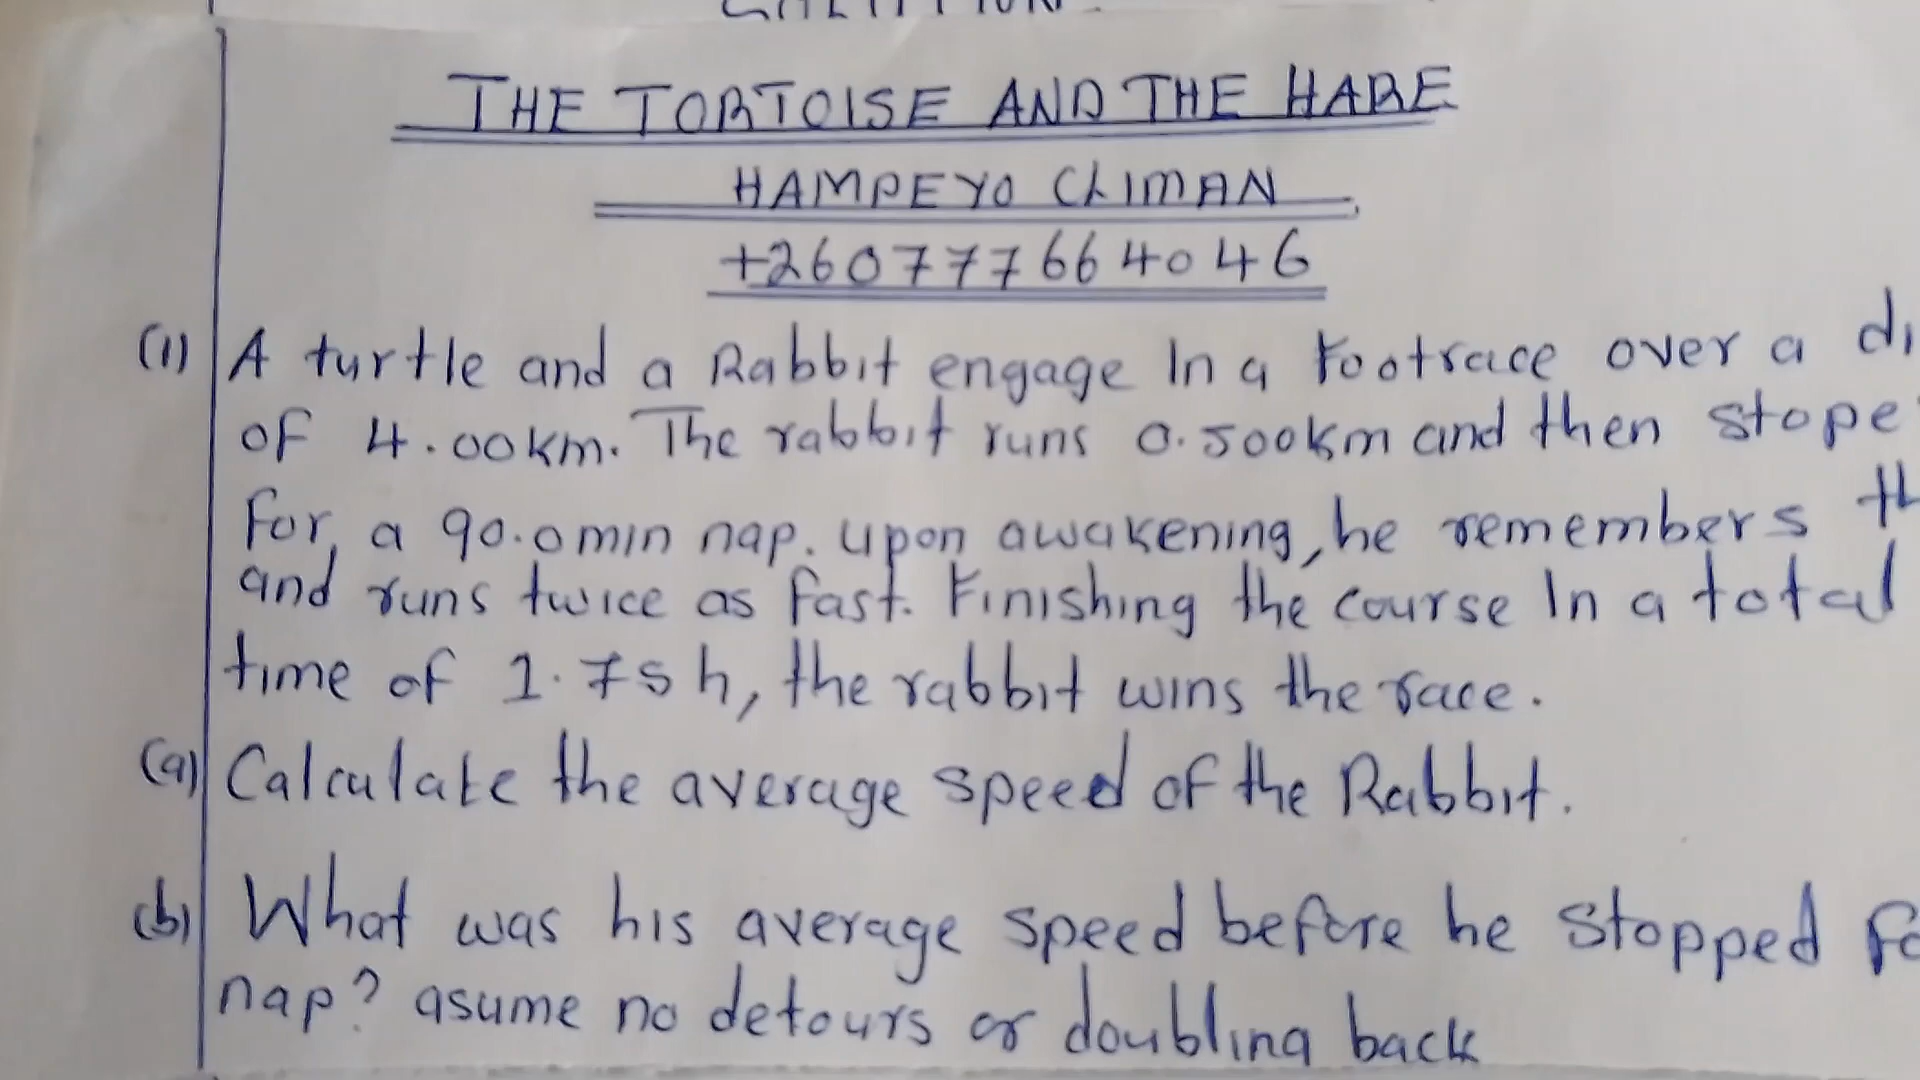 THE TORTOISE AND THE HARE
HAMPEYO CHIMAN
+260777664046
(1) A turtle and a Rabbit engage In a Footrace over a
of 4.00km. The rabbit runs 0.500km and then
for a 90.0min nap. upon awakening, he remembers
and runs twice as fast. Finishing the course In a total
time of 1.75h, the rabbit wins the race.
(a) Calculate the average speed of the Rabbit.
(b) What was his average speed before he stopped
nap? asume no detours or doubling back